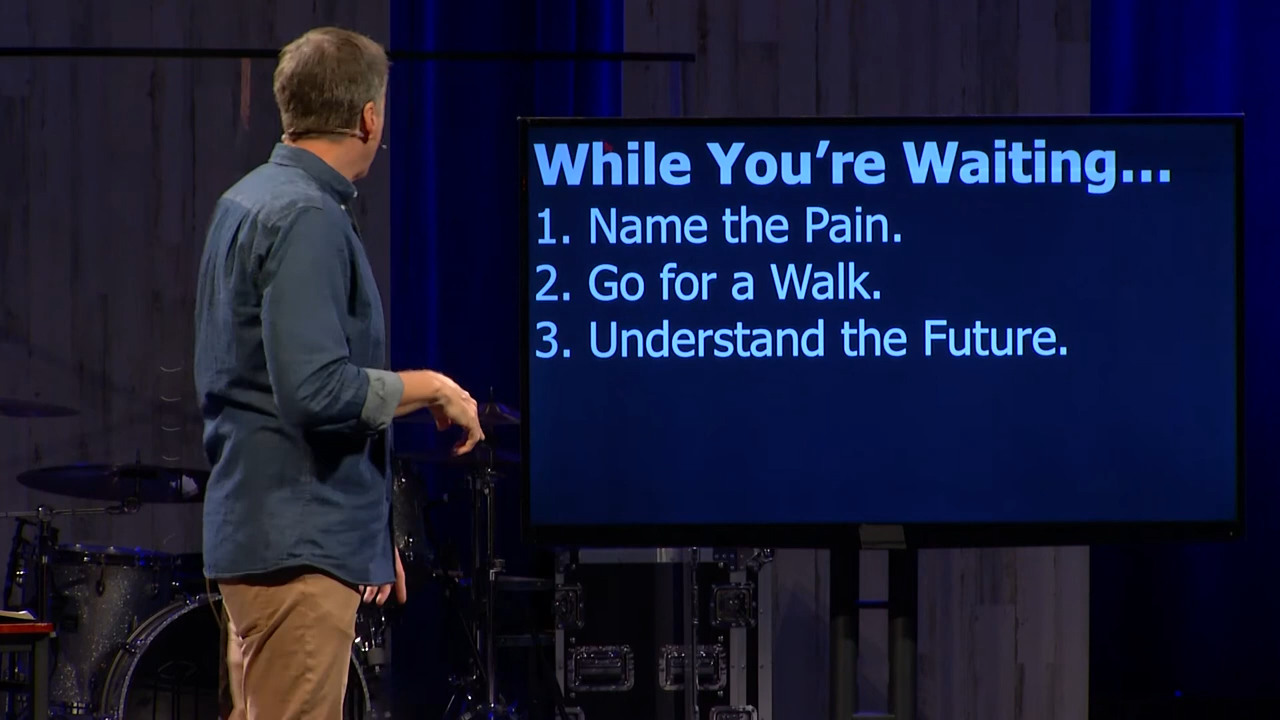 While You’re Waiting...
1. Name the Pain.
2. Go for a Walk.
3. Understand the Future.